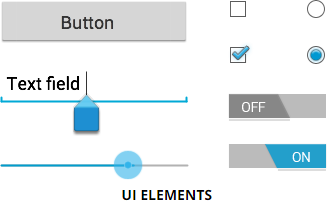 Button
Text field
OFF
ON
UI ELEMENTS